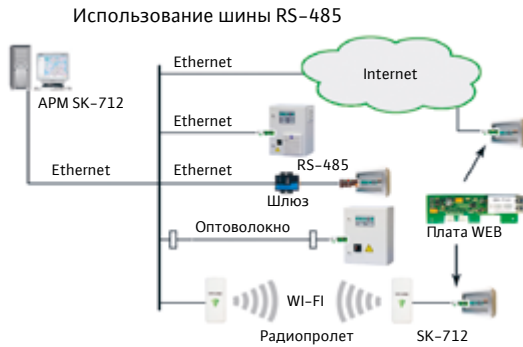 Использование шины RS-485
Ethernet
Internet
АРМ SK-712
Ethernet
RS-485
Ethernet
Ethernet
Шлюз
Оптоволокно
Плата WEB
WI-FI
Радиопролет
SK-712